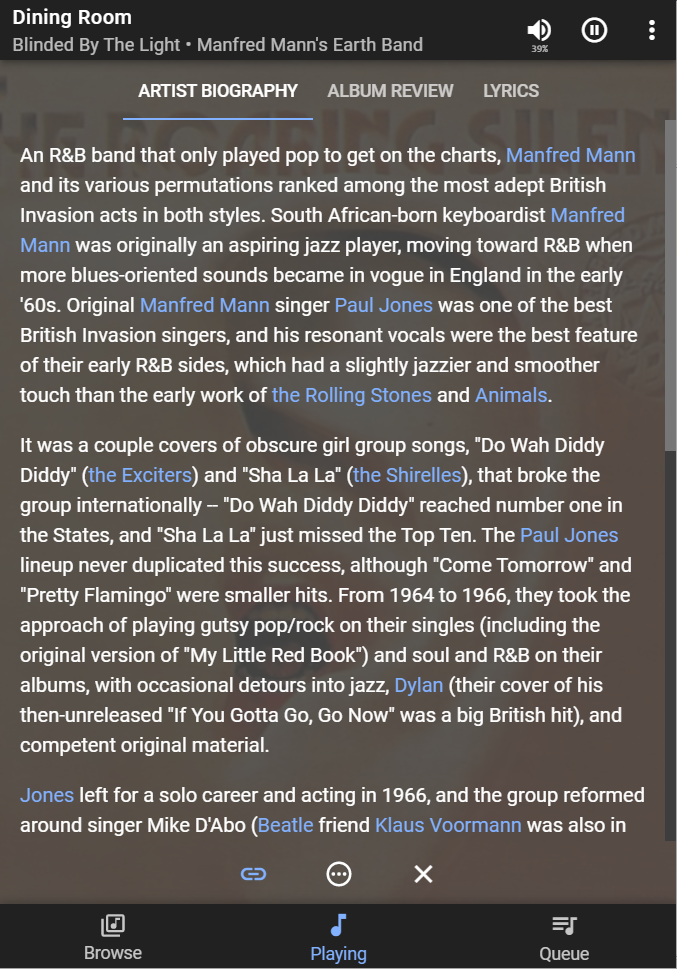 Dining Room
Blinded By The Light • Manfred Mann's Earth Band
39%
THE ROARING SILEN
ARTIST BIOGRAPHY ALBUM REVIEW LYRICS
An R&B band that only played pop to get on the charts, Manfred Mann
and its various permutations ranked among the most adept British
Invasion acts in both styles. South African-born keyboardist Manfred
Mann was originally an aspiring jazz player, moving toward R&B when
more blues-oriented sounds became in vogue in England in the early
'60s. Original Manfred Mann singer Paul Jones was one of the best
British Invasion singers, and his resonant vocals were the best feature
of their early R&B sides, which had a slightly jazzier and smoother
touch than the early work of the Rolling Stones and Animals.
It was a couple covers of obscure girl group songs, "Do Wah Diddy
Diddy" (the Exciters) and "Sha La La" (the Shirelles), that broke the
group internationally -- "Do Wah Diddy Diddy" reached number one in
the States, and "Sha La La" just missed the Top Ten. The Paul Jones
lineup never duplicated this success, although "Come Tomorrow" and
"Pretty Flamingo" were smaller hits. From 1964 to 1966, they took the
approach of playing gutsy pop/rock on their singles (including the
original version of "My Little Red Book") and soul and R&B on their
albums, with occasional detours into jazz, Dylan (their cover of his
then-unreleased "If You Gotta Go, Go Now" was a big British hit), and
competent original material.
Jones left for a solo career and acting in 1966, and the group reformed
around singer Mike D'Abo (Beatle friend Klaus Voormann was also in
Browse Playing Queue